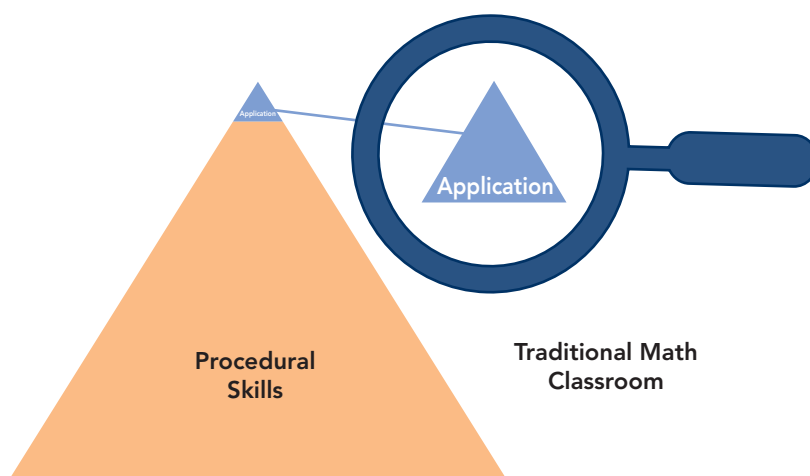 Application
Application
Procedural
Skills
Traditional Math
Classroom